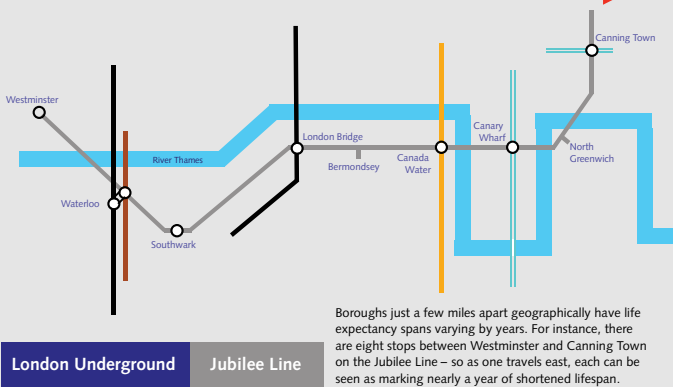 Canning Town
Westminster
River Thames
London Bridge
Bermondsey
Canada
Water
Canary
Wharf
North
Greenwich
Waterloo
Southwark
Boroughs just a few miles apart geographically have life
expectancy spans varying by years. For instance, there
are eight stops between Westminster and Canning Town
on the Jubilee Line – so as one travels east, each can be
seen as marking nearly a year of shortened lifespan.
London Underground
Jubilee Line